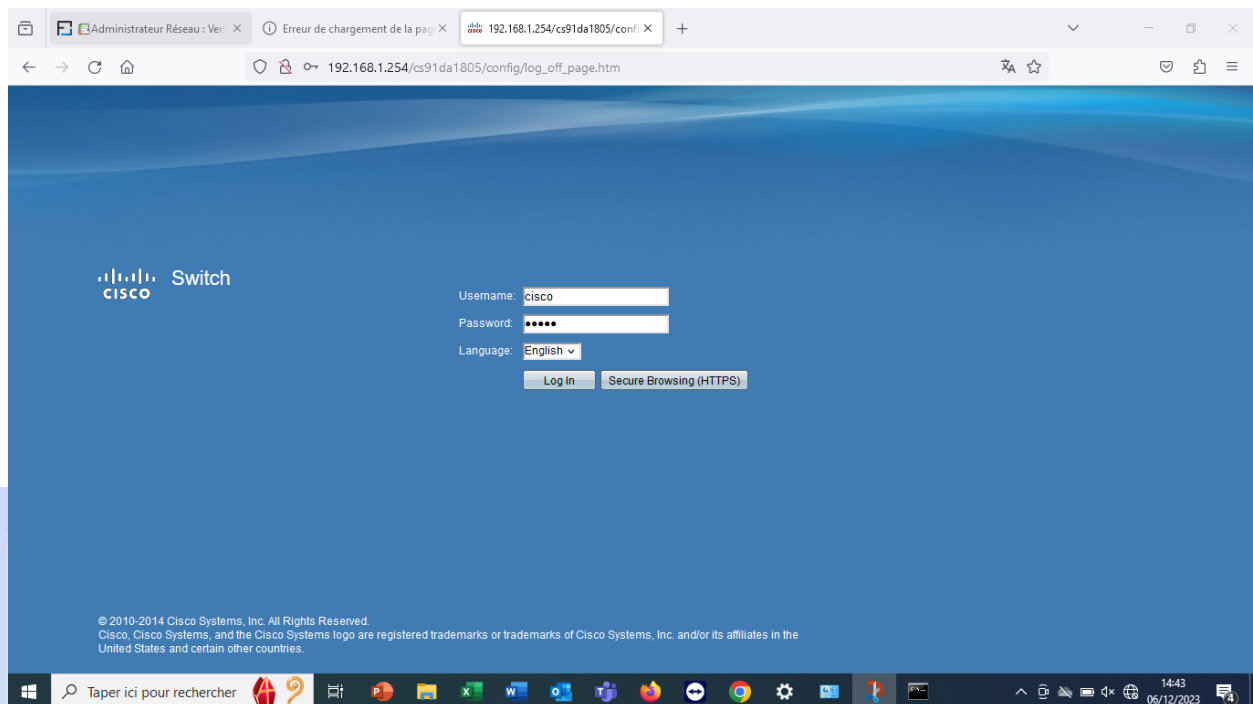 Administrateur Réseau : Ver
Erreur de chargement de la pag
192.168.1.254/cs91da1805/confi
192.168.1.254/cs91da1805/config/log_off_page.htm
CISCO
Switch
Username: cisco
Password: •••••
Language: English
Log In Secure Browsing (HTTPS)
© 2010-2014 Cisco Systems, Inc. All Rights Reserved.
Cisco, Cisco Systems, and the Cisco Systems logo are registered trademarks or trademarks of Cisco Systems, Inc. and/or its affiliates in the
United States and certain other countries.
Taper ici pour rechercher
14:43
06/12/2023
4